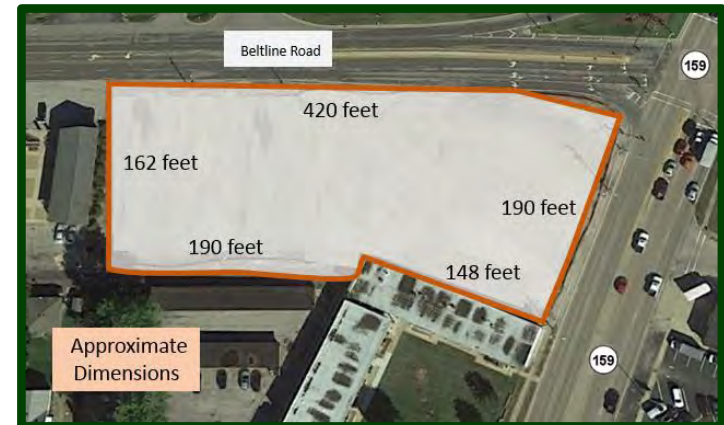 Beltline Road
159
420 feet
162 feet
190 feet
190 feet
148 feet
Approximate
Dimensions
159